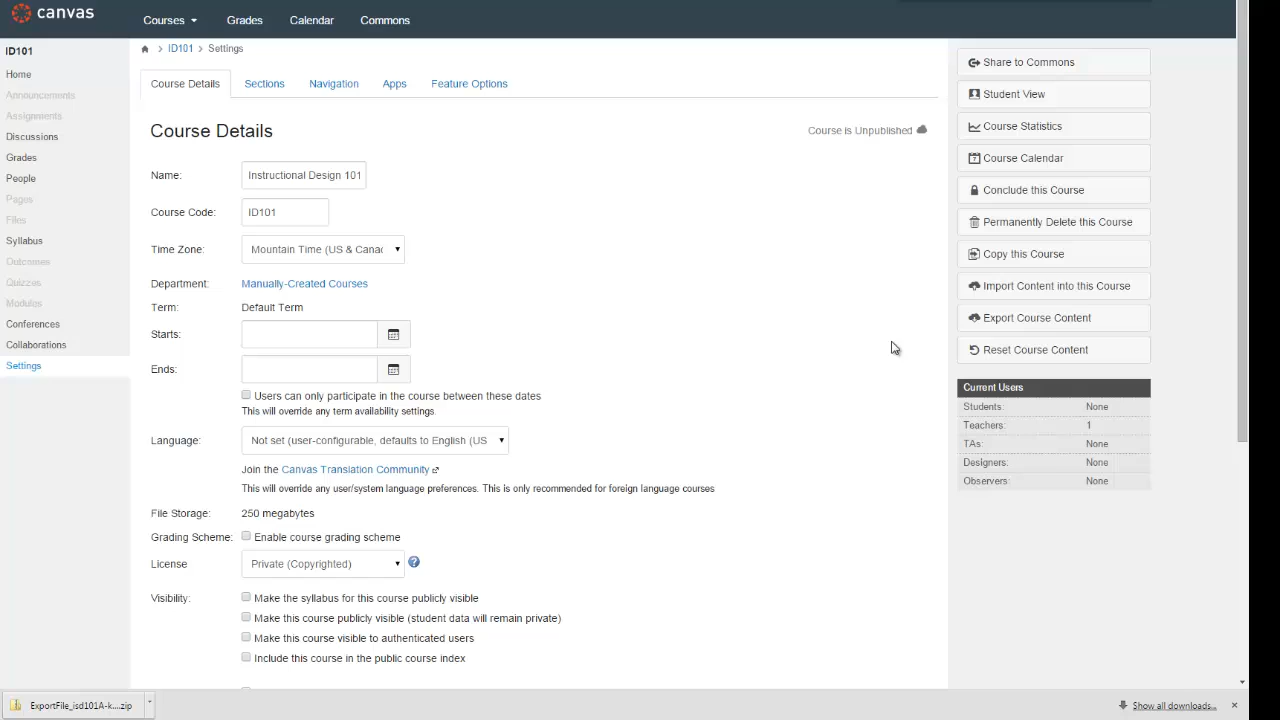 canvas
Courses
Grades
Calendar
Commons
ID101
Home
Announcements
Assignments
Discussions
Grades
People
Pages
Files
Syllabus
Outcomes
Quizzes
Modules
Conferences
Collaborations
Settings
> ID101 > Settings
Course Details
Sections
Navigation
Apps
Feature Options
Course Details
Course is Unpublished
Name: Instructional Design 101
Course Code: ID101
Time Zone: Mountain Time (US & Canac
Department: Manually-Created Courses
Term: Default Term
Starts:
Ends:
Users can only participate in the course between these dates
This will override any term availability settings.
Language: Not set (user-configurable, defaults to English (US
Join the Canvas Translation Community
This will override any user/system language preferences. This is only recommended for foreign language courses
File Storage: 250 megabytes
Grading Scheme: Enable course grading scheme
License Private (Copyrighted)
Visibility: Make the syllabus for this course publicly visible
Make this course publicly visible (student data will remain private)
Make this course visible to authenticated users
Include this course in the public course index
Share to Commons
Student View
Course Statistics
Course Calendar
Conclude this Course
Permanently Delete this Course
Copy this Course
Import Content into this Course
Export Course Content
Reset Course Content
Current Users
Students: None
Teachers: 1
TAs: None
Designers: None
Observers: None
ExportFile_isd101A-k....zip
Show all downloads...